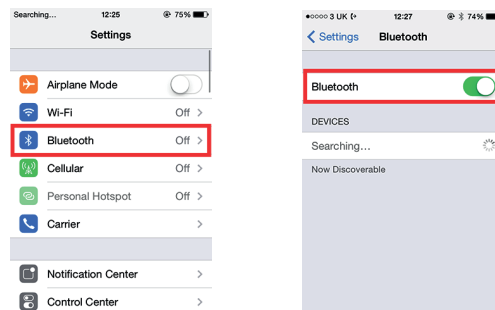 Searching... 12:25 75%
Settings
Airplane Mode
Wi-Fi Off
Bluetooth Off
Cellular Off
Personal Hotspot Off
Carrier
Notification Center
Control Center
3 UK 12:27 74%
Settings Bluetooth
Bluetooth
DEVICES
Searching...
Now Discoverable